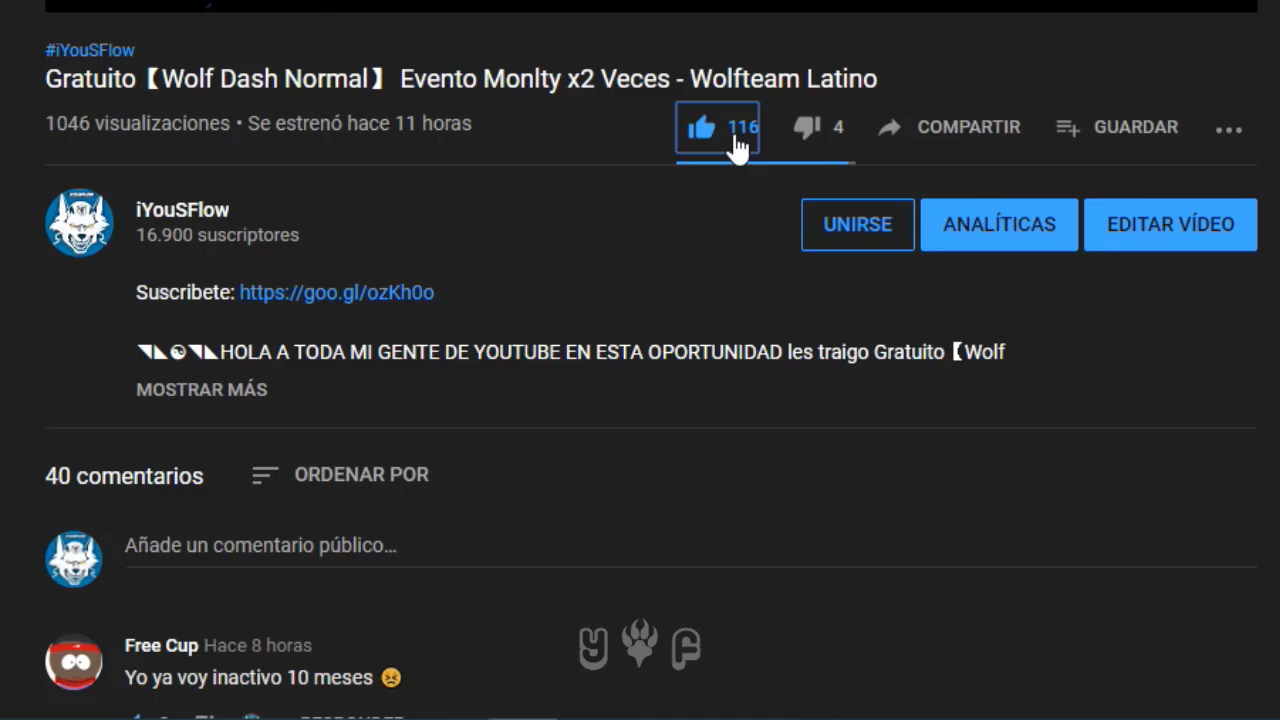 #iYouSFlow
Gratuito【Wolf Dash Normal】 Evento Monlty x2 Veces - Wolfteam Latino
1046 visualizaciones • Se estrenó hace 11 horas
116
4
COMPARTIR
GUARDAR
iYouSFlow
16.900 suscriptores
UNIRSE
ANALÍTICAS
EDITAR VÍDEO
Suscribete: https://goo.gl/ozKh0o
◥◣☯◥◣HOLA A TODA MI GENTE DE YOUTUBE EN ESTA OPORTUNIDAD les traigo Gratuito【Wolf
MOSTRAR MÁS
40 comentarios
ORDENAR POR
Añade un comentario público...
Free Cup Hace 8 horas
Yo ya voy inactivo 10 meses 😣